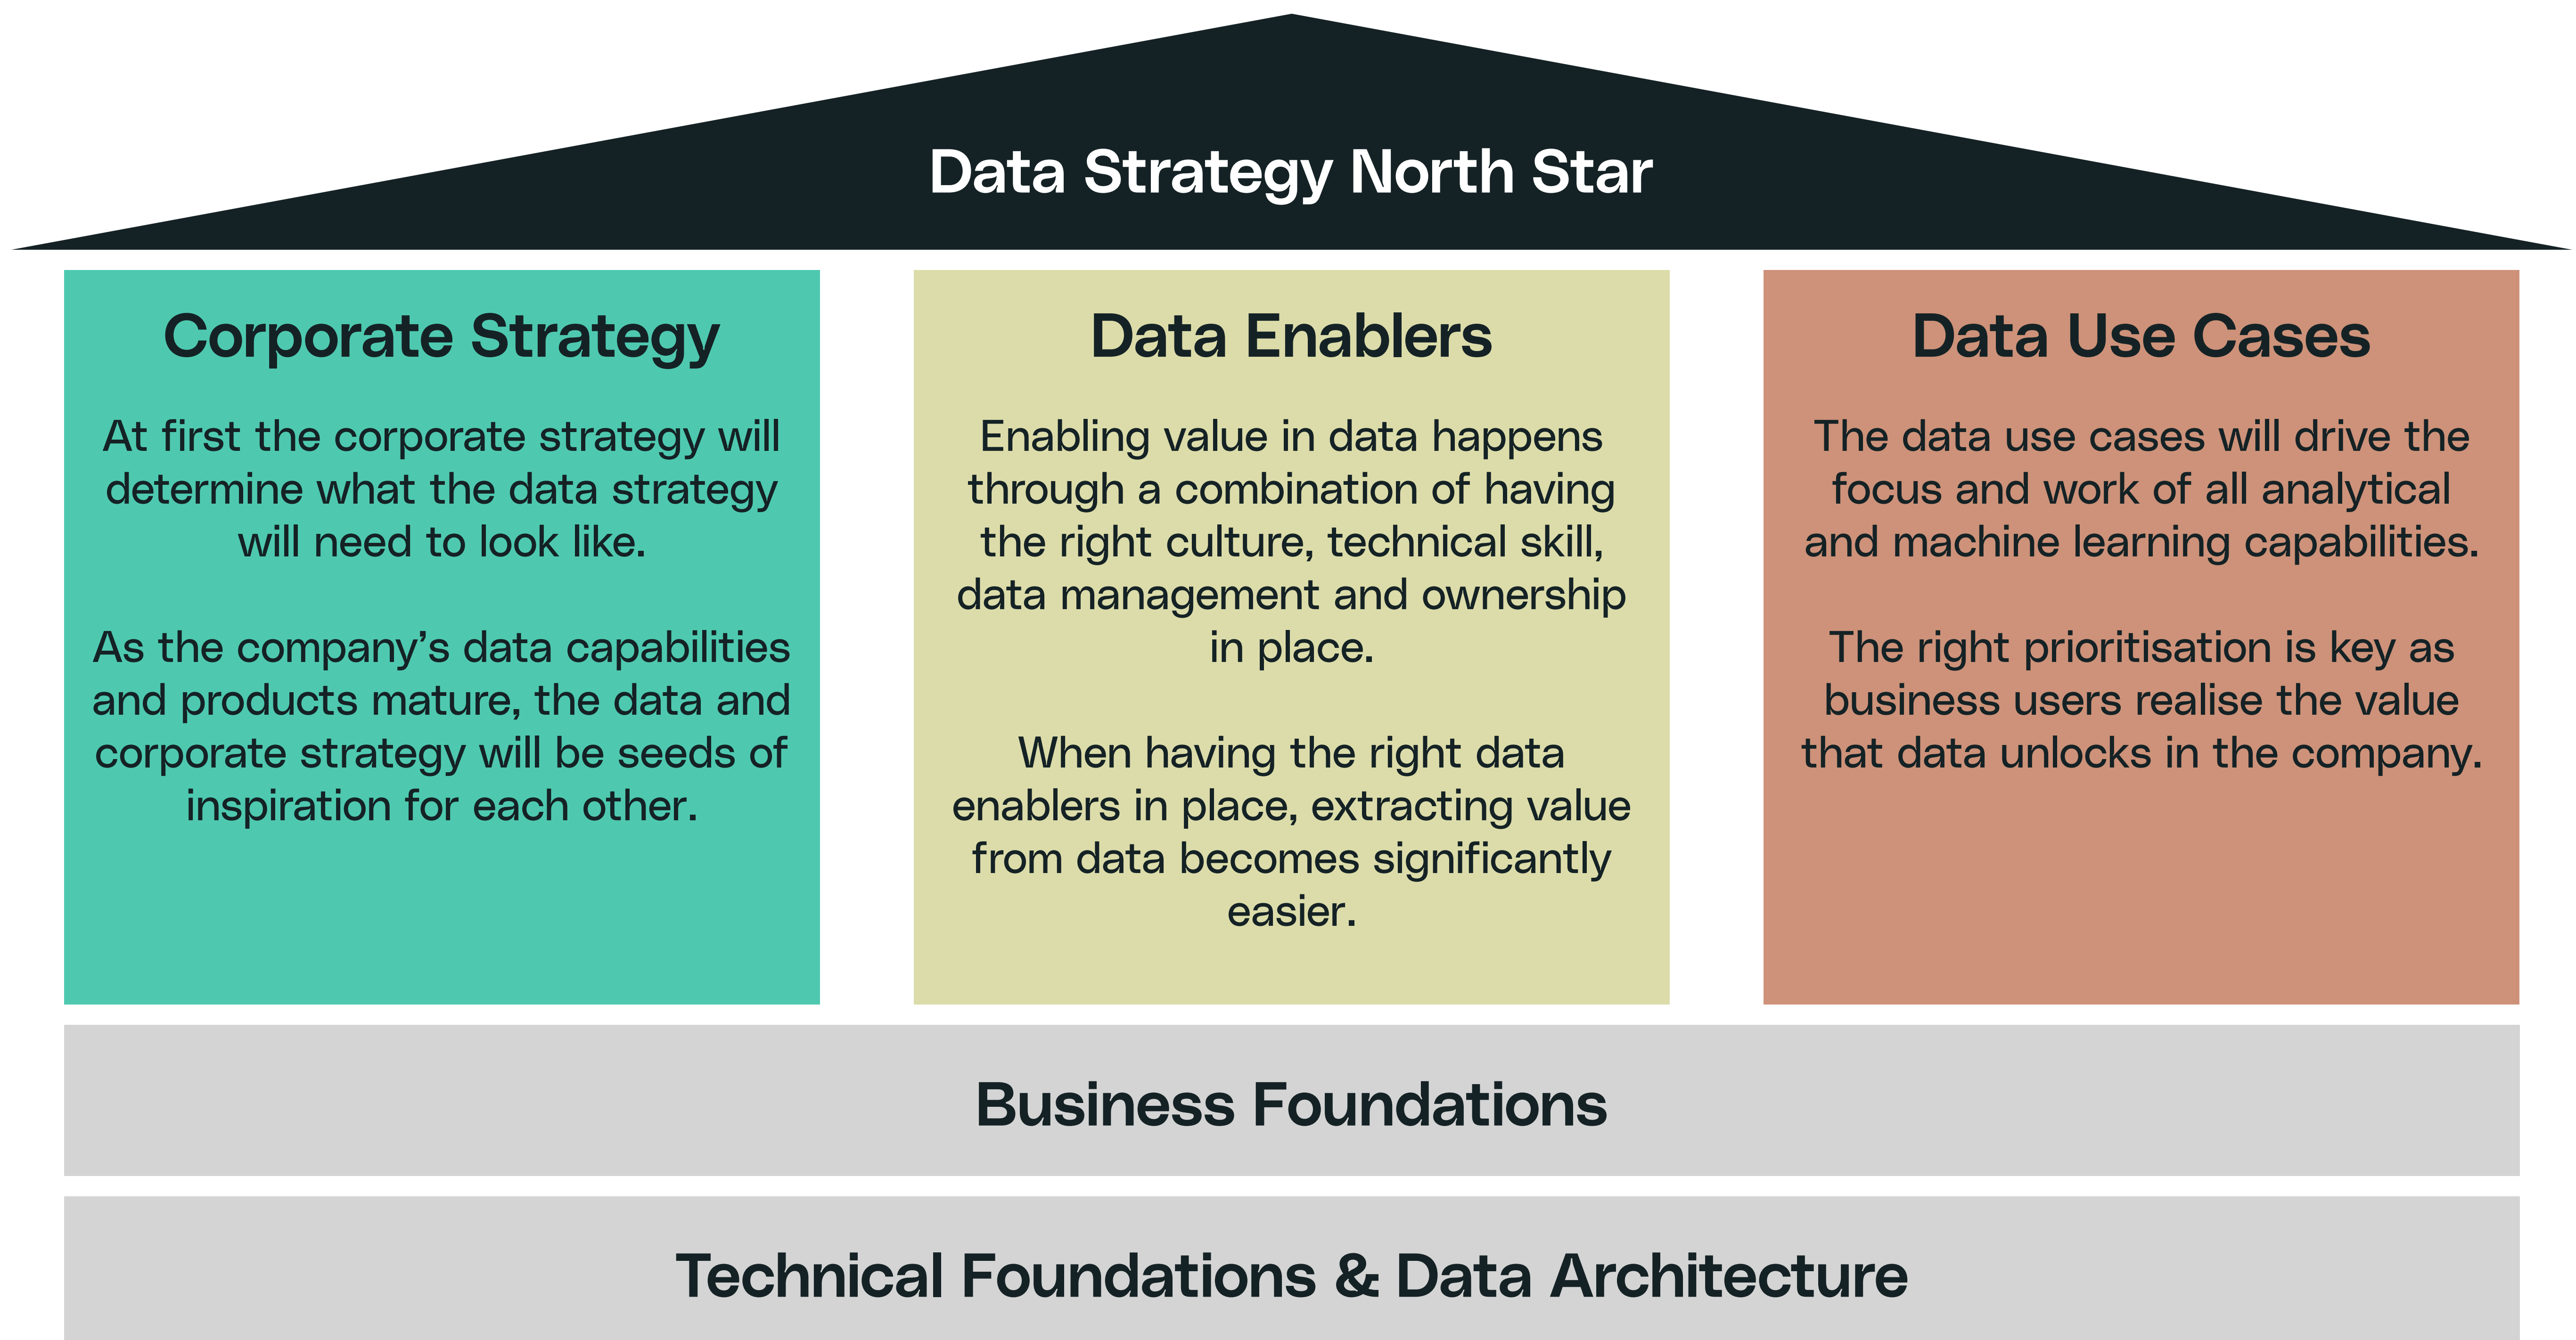 Data Strategy North Star
Corporate Strategy
At first the corporate strategy will
determine what the data strategy
will need to look like.
As the company’s data capabilities
and products mature, the data and
corporate strategy will be seeds of
inspiration for each other.
Data Enablers
Enabling value in data happens
through a combination of having
the right culture, technical skill,
data management and ownership
in place.
When having the right data
enablers in place, extracting value
from data becomes significantly
easier.
Data Use Cases
The data use cases will drive the
focus and work of all analytical
and machine learning capabilities.
The right prioritisation is key as
business users realise the value
that data unlocks in the company.
Business Foundations
Technical Foundations & Data Architecture